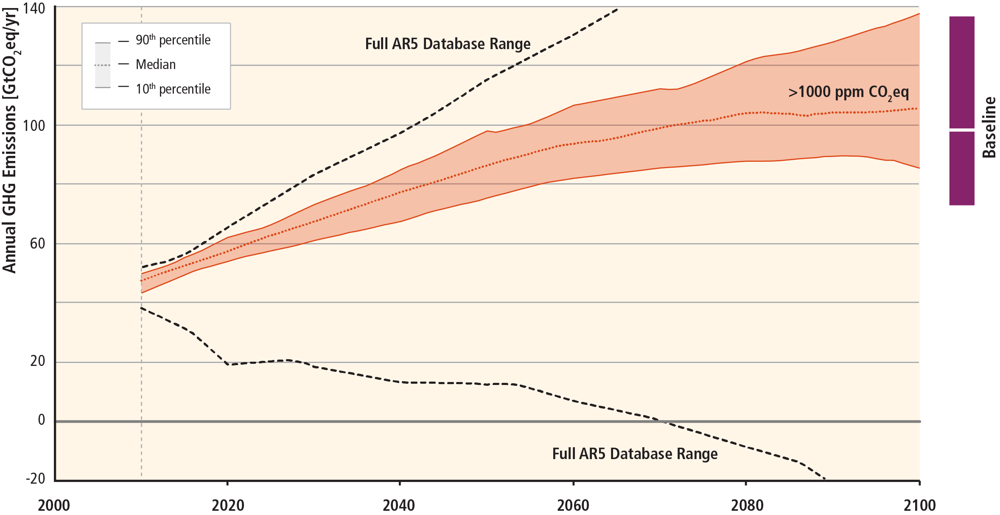 Annual GHG Emissions [GtCO₂eq/yr]
140
100
60
20
0
-20
90ᵗʰ percentile
Median
10ᵗʰ percentile
Full AR5 Database Range
>1000 ppm CO₂eq
Full AR5 Database Range
Baseline
2000 2020 2040 2060 2080 2100